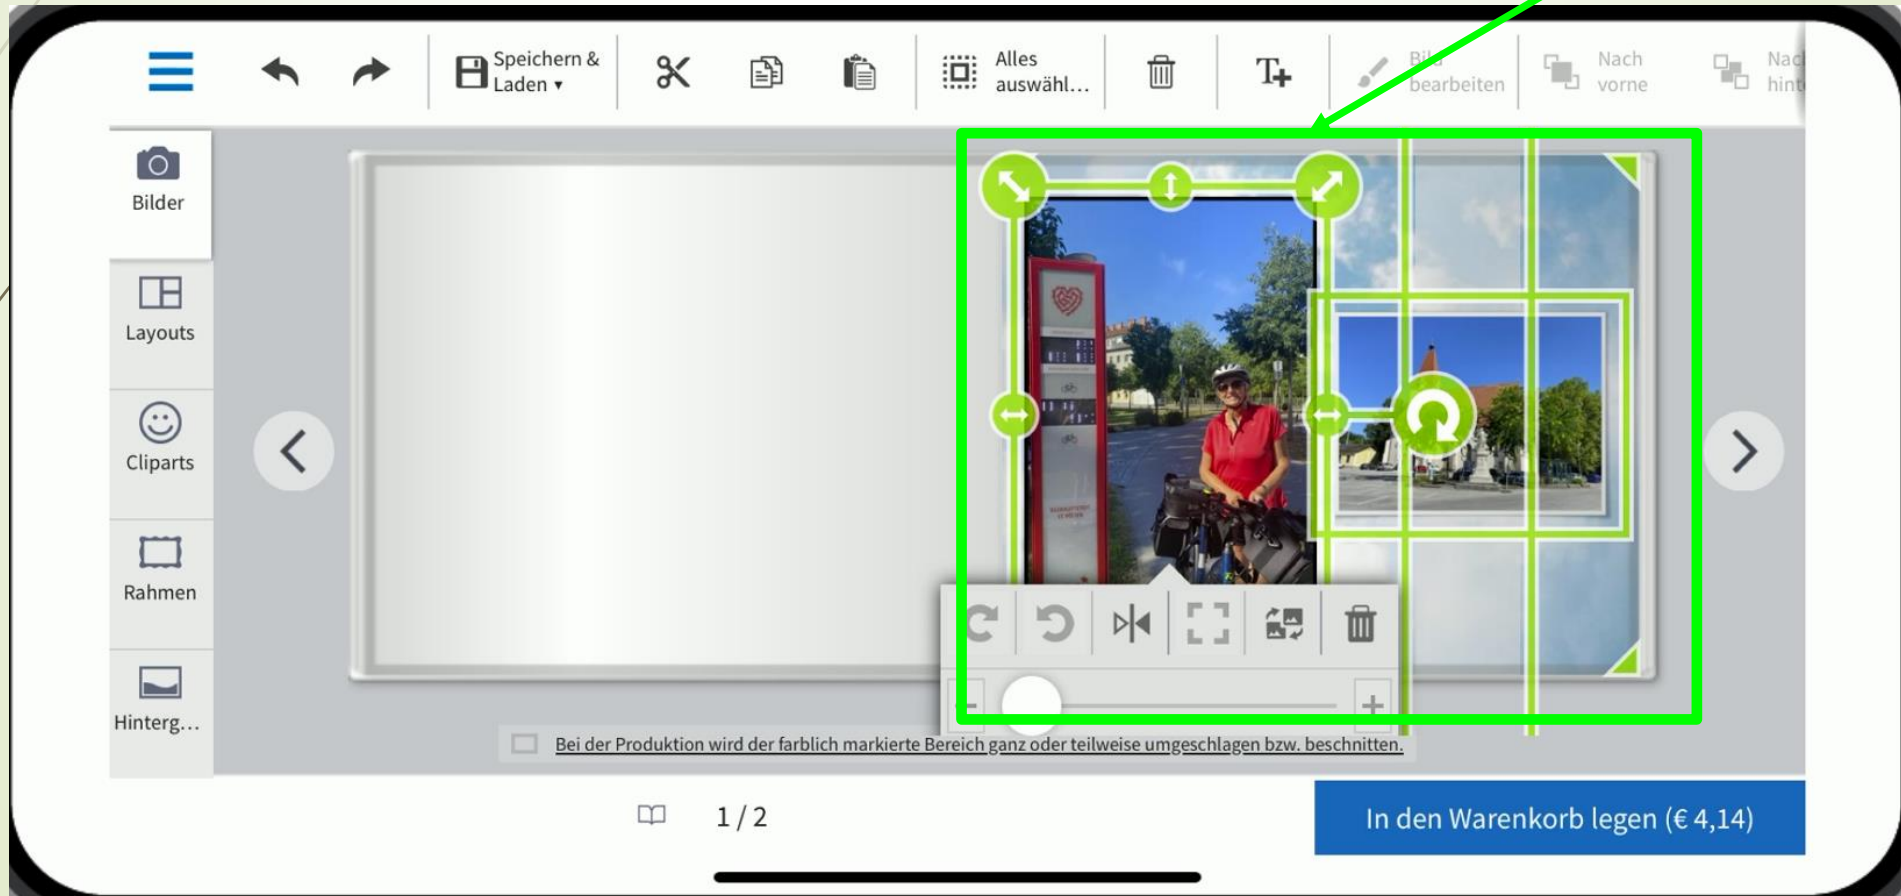 Speichern &
Laden ▾
Alles
auswähl...
bearbeiten
Nach
vorne
Bilder
Layouts
Cliparts
Rahmen
Hinterg...
Bei der Produktion wird der farblich markierte Bereich ganz oder teilweise umgeschlagen bzw. beschnitten.
1 / 2
In den Warenkorb legen (€ 4,14)